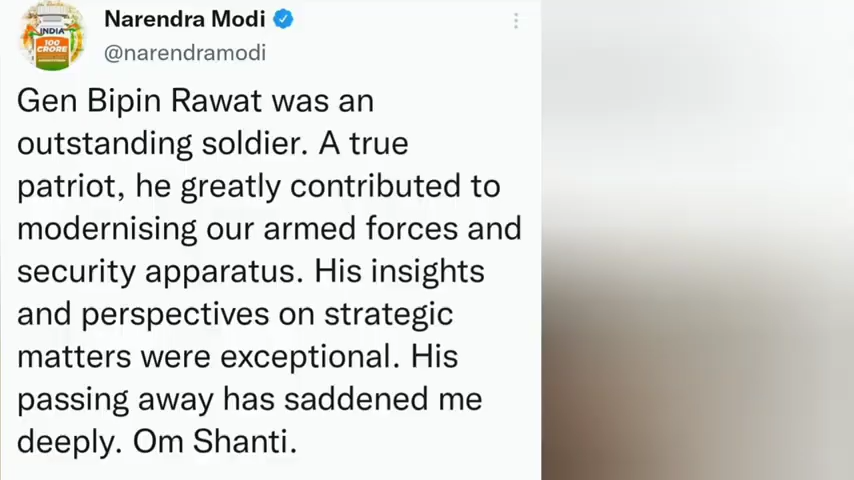 Narendra Modi
@narendramodi
INDIA
100
CRORE
Gen Bipin Rawat was an
outstanding soldier. A true
patriot, he greatly contributed to
modernising our armed forces and
security apparatus. His insights
and perspectives on strategic
matters were exceptional. His
passing away has saddened me
deeply. Om Shanti.